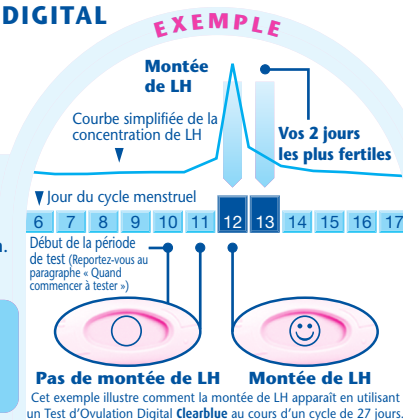 DIGITAL
EXEMPLE
Montée
de LH
Courbe simplifiée de la
concentration de LH
Vos 2 jours
les plus fertiles
Jour du cycle menstruel
6 7 8 9 10 11 12 13 14 15 16 17
n.
Début de la période
de test (Reportez-vous au
paragraphe « Quand
commencer à tester »)
Pas de montée de LH
Montée de LH
Cet exemple illustre comment la montée de LH apparaît en utilisant
un Test d'Ovulation Digital Clearblue au cours d'un cycle de 27 jours.